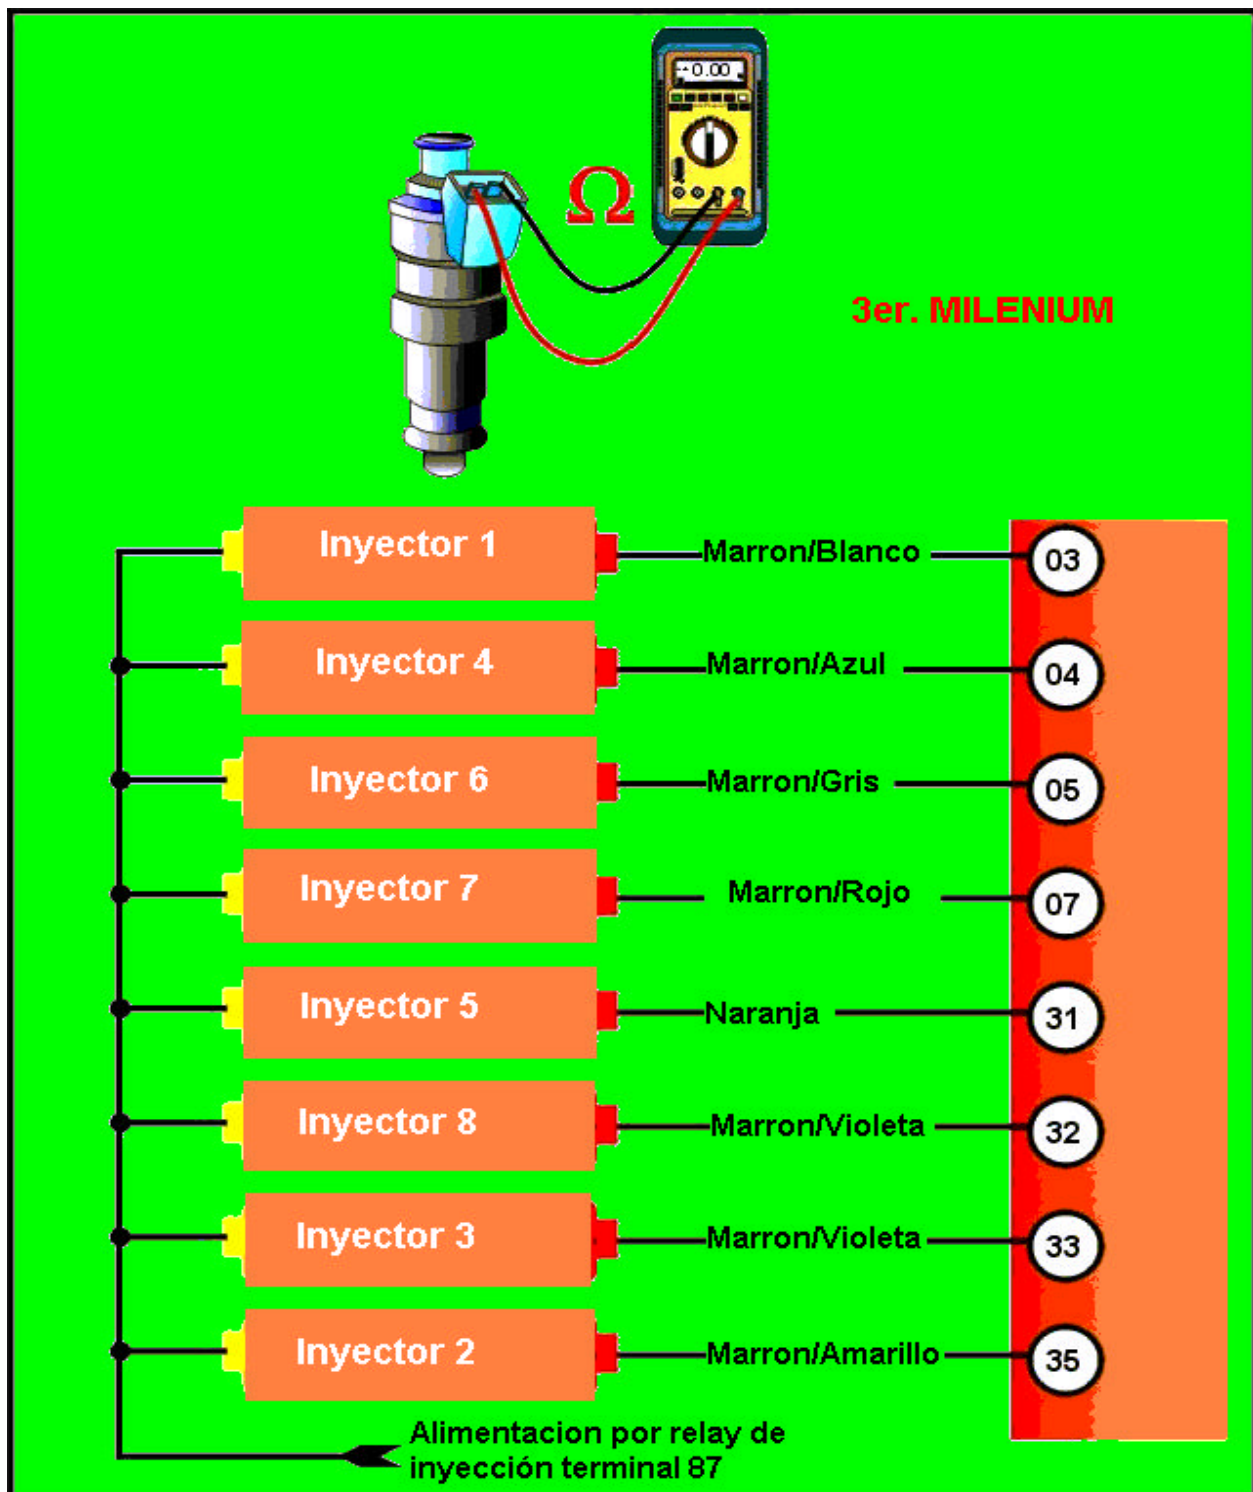 -0.00
Ω
3er. MILENIUM
Inyector 1 Marron/Blanco 03
Inyector 4 Marron/Azul 04
Inyector 6 Marron/Gris 05
Inyector 7 Marron/Rojo 07
Inyector 5 Naranja 31
Inyector 8 Marron/Violeta 32
Inyector 3 Marron/Violeta 33
Inyector 2 Marron/Amarillo 35
Alimentacion por relay de
inyección terminal 87